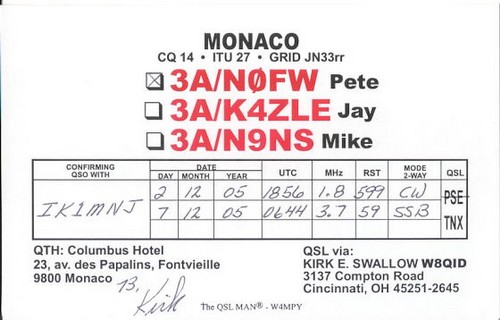 MONACO
CQ 14 • ITU 27 • GRID JN33rr
☒ 3A/NØFW Pete
☐ 3A/K4ZLE Jay
☐ 3A/N9NS Mike
CONFIRMING QSO WITH DATE DAY MONTH YEAR UTC MHz RST MODE 2-WAY QSL
IK1MNJ
2 12 05 1856 1.8 599 CW PSE
7 12 05 0644 3.7 59 SSB TNX
QTH: Columbus Hotel
23, av. des Papalins, Fontvieille
9800 Monaco
73,
Kirk
QSL via:
KIRK E. SWALLOW W8QID
3137 Compton Road
Cincinnati, OH 45251-2645
The QSL MAN® - W4MPY